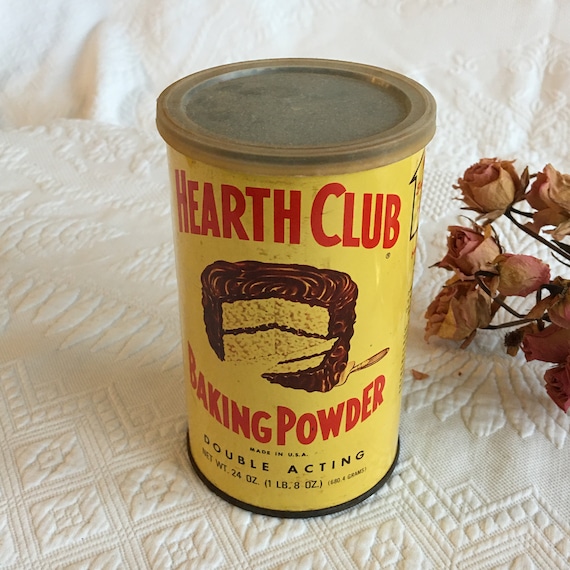 HEARTH CLUB®
BAKING POWDER
MADE IN U.S.A.
DOUBLE ACTING
NET WT. 24 OZ. (1 LB. 8 OZ.) (680.4 GRAMS)